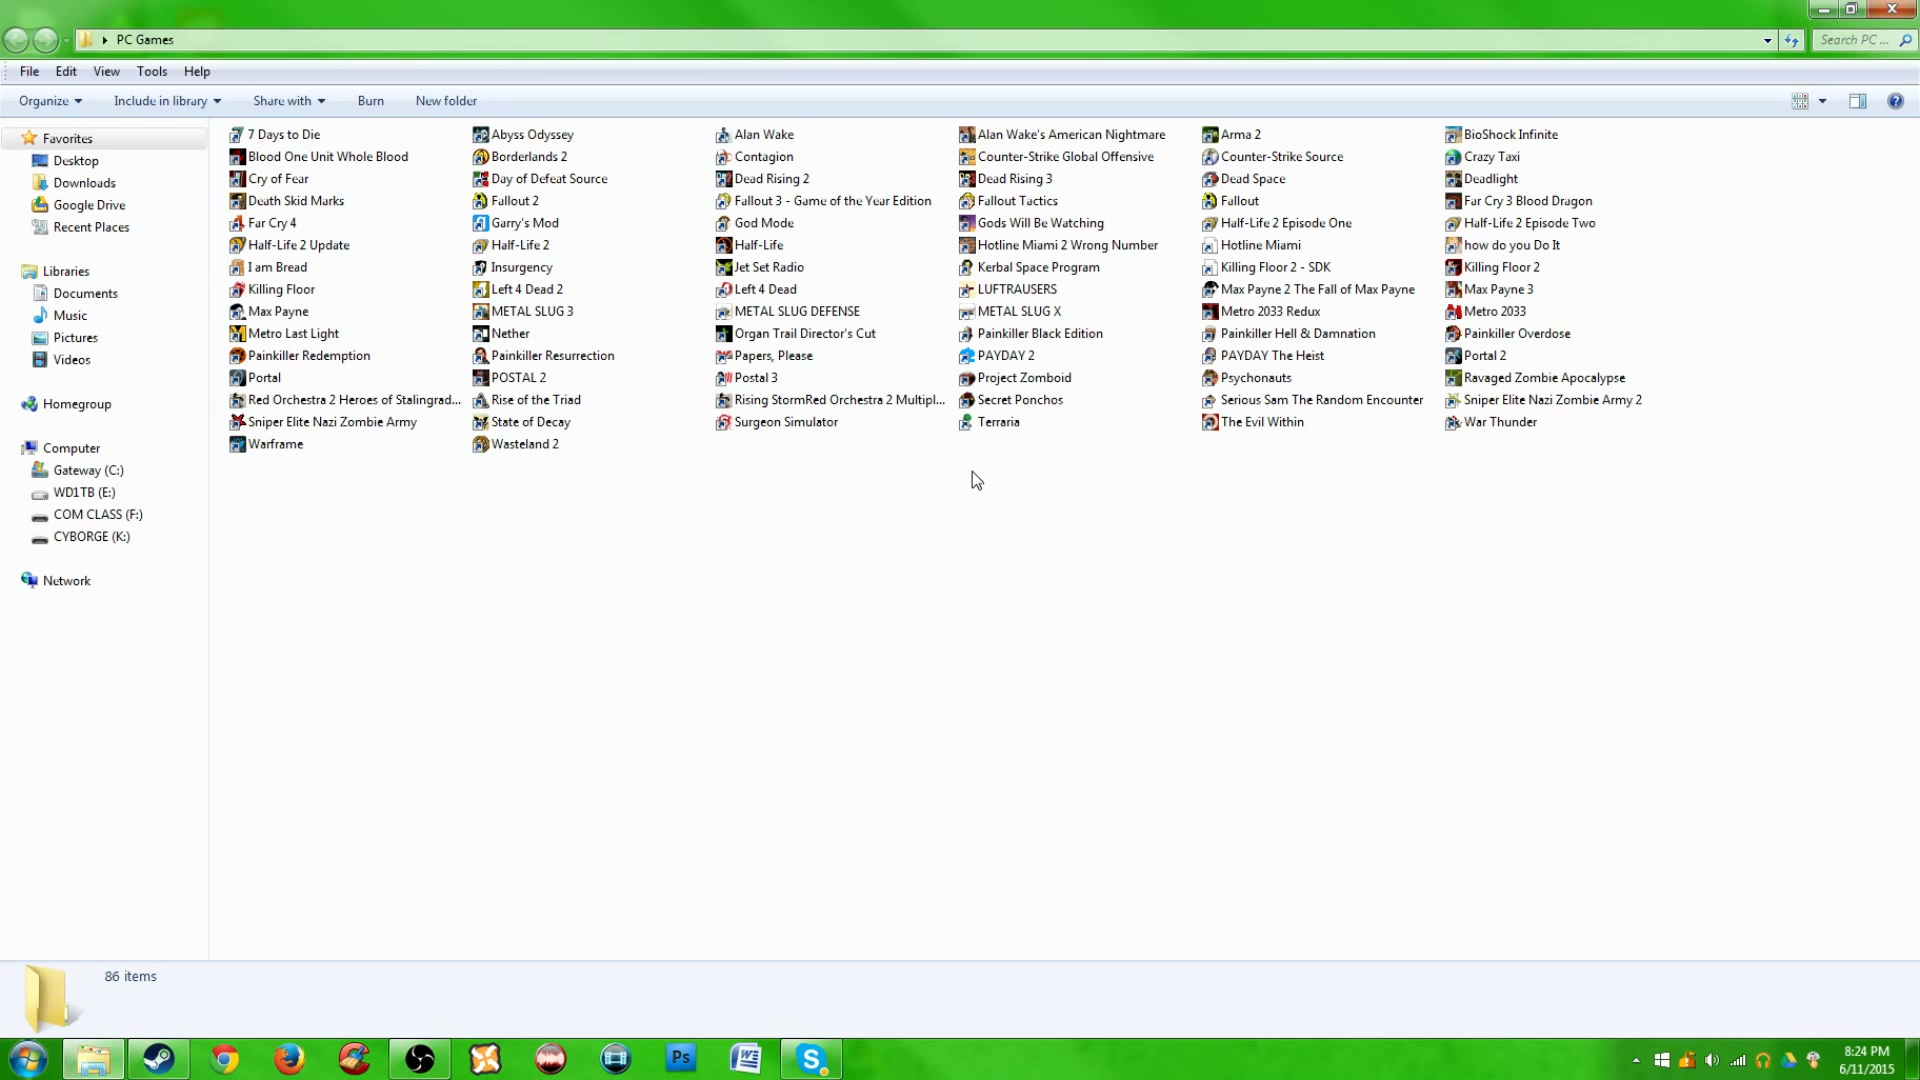 PC Games
Search PC ...
File Edit View Tools Help
Organize Include in library Share with Burn New folder
Favorites
Desktop
Downloads
Google Drive
Recent Places
Libraries
Documents
Music
Pictures
Videos
Homegroup
Computer
Gateway (C:)
WD1TB (E:)
COM CLASS (F:)
CYBORGE (K:)
Network
7 Days to Die Abyss Odyssey Alan Wake Alan Wake's American Nightmare Arma 2 BioShock Infinite
Blood One Unit Whole Blood Borderlands 2 Contagion Counter-Strike Global Offensive Counter-Strike Source Crazy Taxi
Cry of Fear Day of Defeat Source Dead Rising 2 Dead Rising 3 Dead Space Deadlight
Death Skid Marks Fallout 2 Fallout 3 - Game of the Year Edition Fallout Tactics Fallout Far Cry 3 Blood Dragon
Far Cry 4 Garry's Mod God Mode Gods Will Be Watching Half-Life 2 Episode One Half-Life 2 Episode Two
Half-Life 2 Update Half-Life 2 Half-Life Hotline Miami 2 Wrong Number Hotline Miami how do you Do It
I am Bread Insurgency Jet Set Radio Kerbal Space Program Killing Floor 2 - SDK Killing Floor 2
Killing Floor Left 4 Dead 2 Left 4 Dead LUFTRAUSERS Max Payne 2 The Fall of Max Payne Max Payne 3
Max Payne METAL SLUG 3 METAL SLUG DEFENSE METAL SLUG X Metro 2033 Redux Metro 2033
Metro Last Light Nether Organ Trail Director's Cut Painkiller Black Edition Painkiller Hell & Damnation Painkiller Overdose
Painkiller Redemption Painkiller Resurrection Papers, Please PAYDAY 2 PAYDAY The Heist Portal 2
Portal POSTAL 2 Postal 3 Project Zomboid Psychonauts Ravaged Zombie Apocalypse
Red Orchestra 2 Heroes of Stalingrad... Rise of the Triad Rising StormRed Orchestra 2 Multipl... Secret Ponchos Serious Sam The Random Encounter Sniper Elite Nazi Zombie Army 2
Sniper Elite Nazi Zombie Army State of Decay Surgeon Simulator Terraria The Evil Within War Thunder
Warframe Wasteland 2
86 items
Ps
8:24 PM
6/11/2015